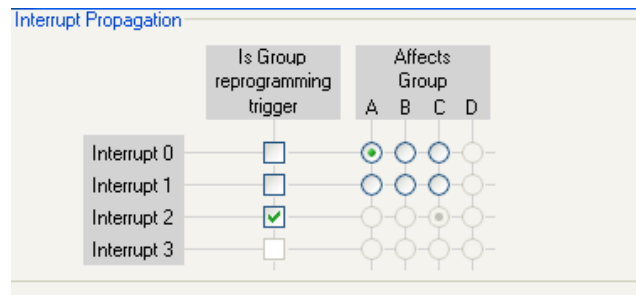 Interrupt Propagation
Is Group
reprogramming
trigger
Affects
Group
A B C D
Interrupt 0
Interrupt 1
Interrupt 2
Interrupt 3